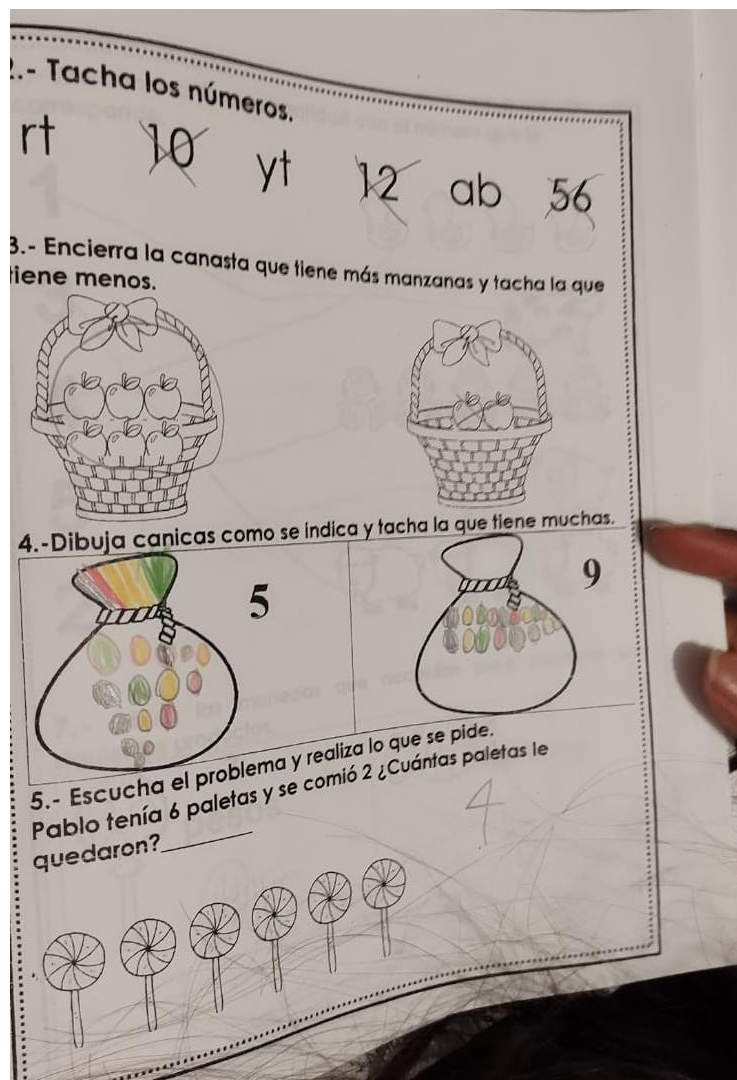 2.- Tacha los números.
rt 10 yt 12 ab 56
3.- Encierra la canasta que tiene más manzanas y tacha la que
tiene menos.
4.-Dibuja canicas como se indica y tacha la que tiene muchas.
5 9
5.- Escucha el problema y realiza lo que se pide.
Pablo tenía 6 paletas y se comió 2 ¿Cuántas paletas le
quedaron?
4